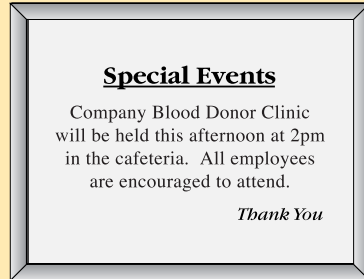 Special Events
Company Blood Donor Clinic
will be held this afternoon at 2pm
in the cafeteria.  All employees
are encouraged to attend.
Thank You